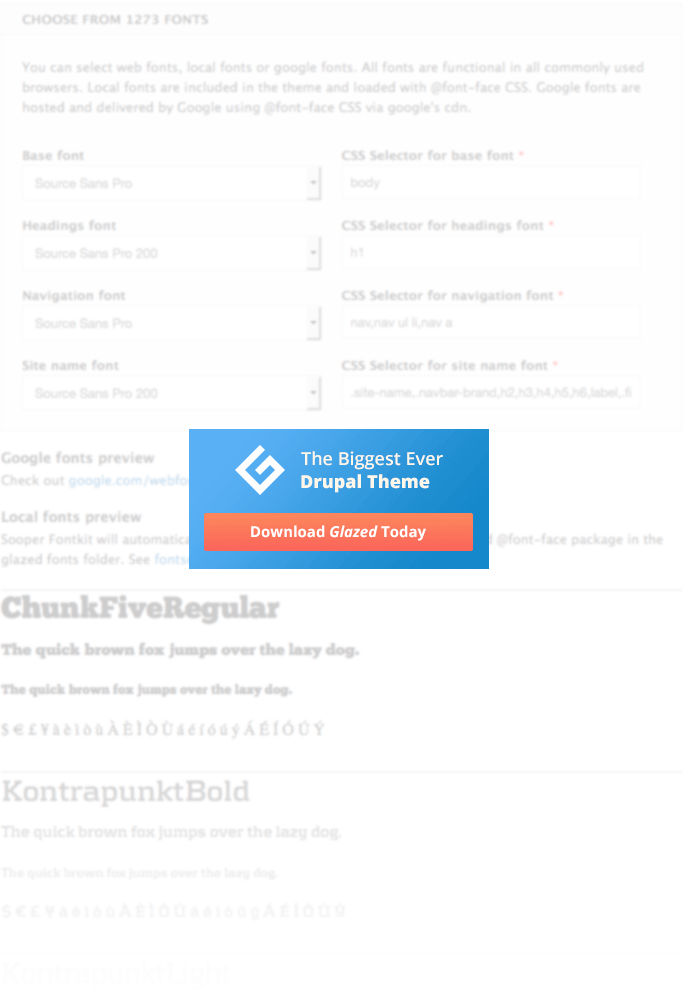 CHOOSE FROM 1273 FONTS
You can select web fonts, local fonts or google fonts. All fonts are functional in all commonly used
browsers. Local fonts are included in the theme and loaded with @font-face CSS. Google fonts are
hosted and delivered by Google using @font-face CSS via google's cdn.
Base font
CSS Selector for base font *
Source Sans Pro
body
Headings font
CSS Selector for headings font *
Source Sans Pro 200
h1
Navigation font
CSS Selector for navigation font *
Source Sans Pro
nav,nav ul li,nav a
Site name font
CSS Selector for site name font *
Source Sans Pro 200
.site-name,.navbar-brand,h2,h3,h4,h5,h6,label,.fi
Google fonts preview
Check out google.com/webfo
The Biggest Ever
Drupal Theme
Download Glazed Today
Local fonts preview
Sooper Fontkit will automatica @font-face package in the
glazed fonts folder. See fonts
ChunkFiveRegular
The quick brown fox jumps over the lazy dog.
The quick brown fox jumps over the lazy dog.
$ € £ ¥ à è ì ò ù À È Ì Ò Ù á é í ó ú ý Á É Í Ó Ú Ý
KontrapunktBold
The quick brown fox jumps over the lazy dog.
The quick brown fox jumps over the lazy dog.
KontrapunktLight